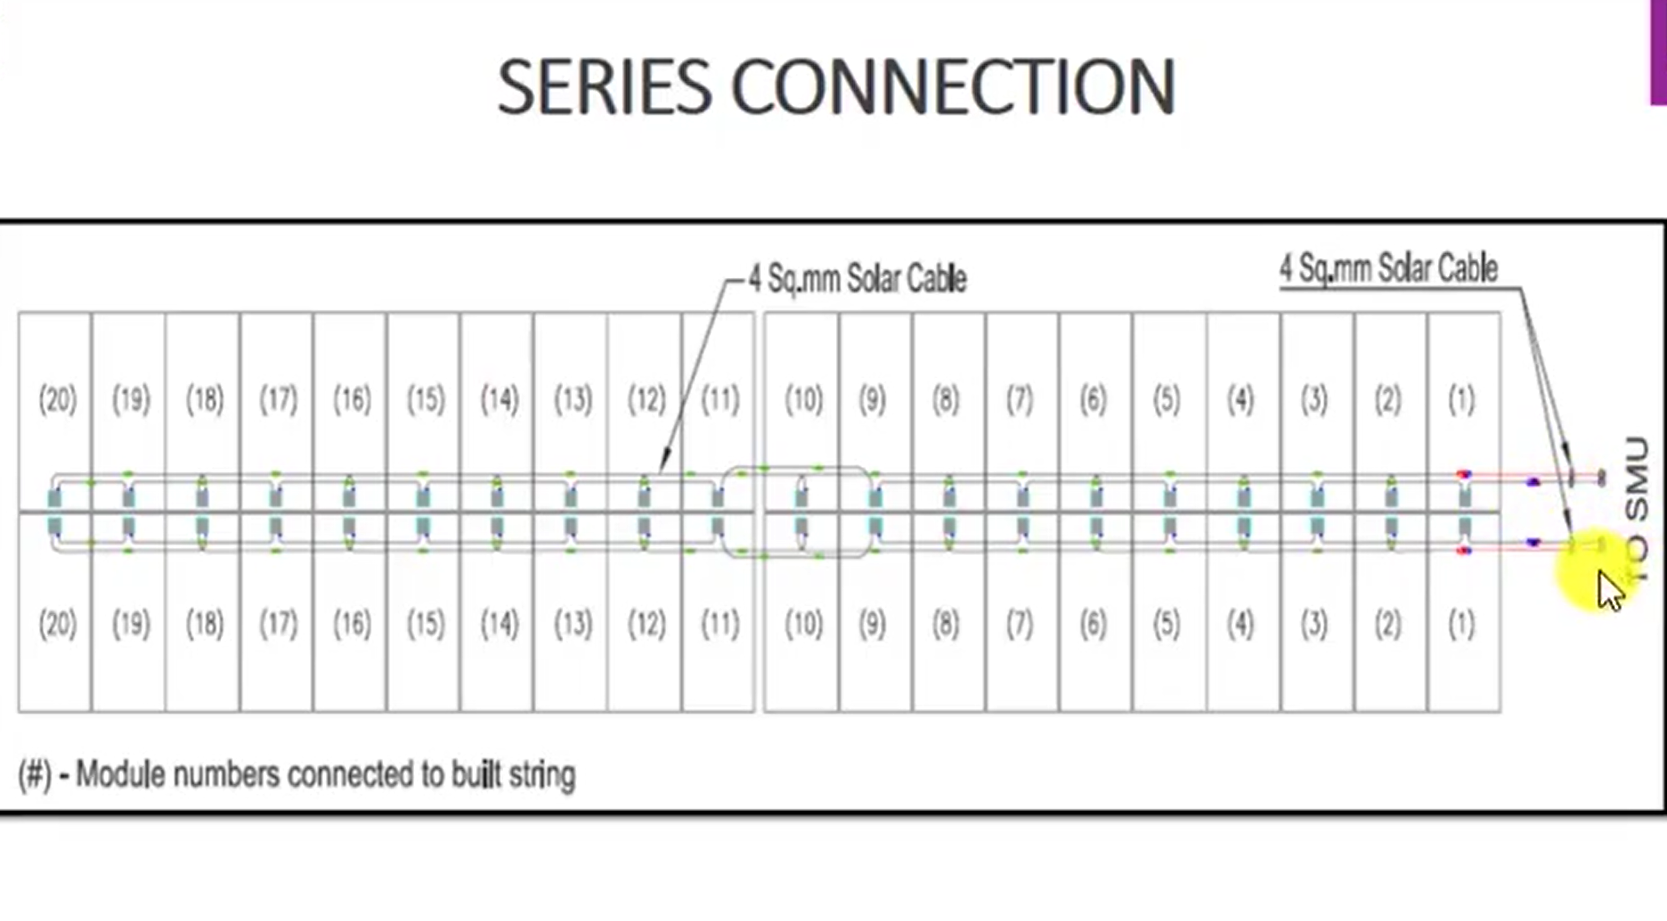 SERIES CONNECTION
4 Sq.mm Solar Cable
4 Sq.mm Solar Cable
(20) (19) (18) (17) (16) (15) (14) (13) (12) (11) (10) (9) (8) (7) (6) (5) (4) (3) (2) (1)
TO SMU
(20) (19) (18) (17) (16) (15) (14) (13) (12) (11) (10) (9) (8) (7) (6) (5) (4) (3) (2) (1)
(#) - Module numbers connected to built string